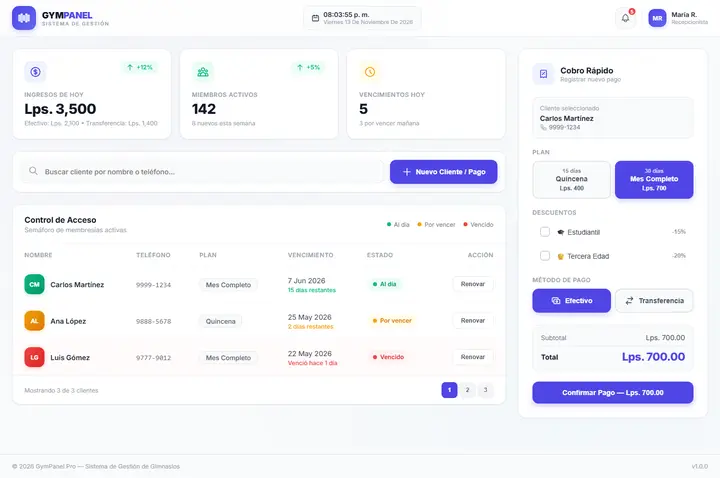 GYMPANEL
SISTEMA DE GESTIÓN
08:03:55 p. m.
Viernes 13 De Noviembre De 2026
MR
María R.
Recepcionista
+12%
INGRESOS DE HOY
Lps. 3,500
Efectivo: Lps. 2,100 • Transferencia: Lps. 1,400
+5%
MIEMBROS ACTIVOS
142
8 nuevos esta semana
VENCIMIENTOS HOY
5
3 por vencer mañana
Buscar cliente por nombre o teléfono...
Nuevo Cliente / Pago
Control de Acceso
Semáforo de membresías activas
Al día
Por vencer
Vencido
NOMBRE TELÉFONO PLAN VENCIMIENTO ESTADO ACCIÓN
CM Carlos Martínez 9999-1234 Mes Completo 7 Jun 2026 Al día Renovar
15 días restantes
AL Ana López 9888-5678 Quincena 25 May 2026 Por vencer Renovar
2 días restantes
LG Luis Gómez 9777-9012 Mes Completo 22 May 2026 Vencido Renovar
Venció hace 1 día
Mostrando 3 de 3 clientes
1 2 3
Cobro Rápido
Registrar nuevo pago
Cliente seleccionado
Carlos Martínez
9999-1234
PLAN
15 días
Quincena
Lps. 400
30 días
Mes Completo
Lps. 700
DESCUENTOS
Estudiantil -15%
Tercera Edad -20%
MÉTODO DE PAGO
Efectivo
Transferencia
Subtotal Lps. 700.00
Total Lps. 700.00
Confirmar Pago — Lps. 700.00
© 2026 GymPanel Pro — Sistema de Gestión de Gimnasios
v1.0.0